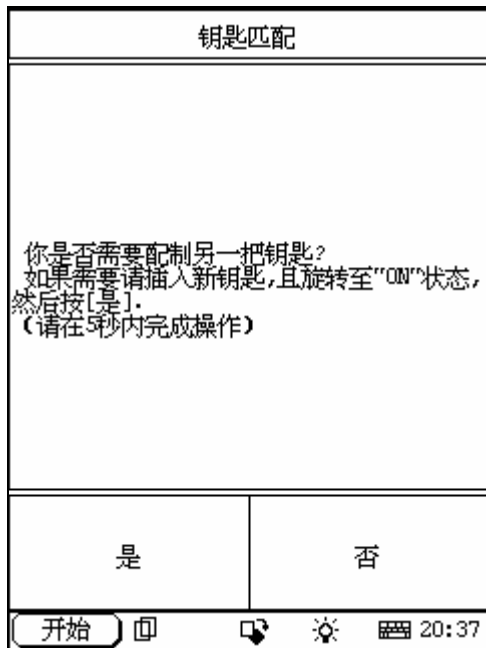 钥匙匹配
你是否需要配制另一把钥匙?
如果需要请插入新钥匙,且旋转至"ON"状态,
然后按[是].
(请在5秒内完成操作)
是
否
开始
20:37